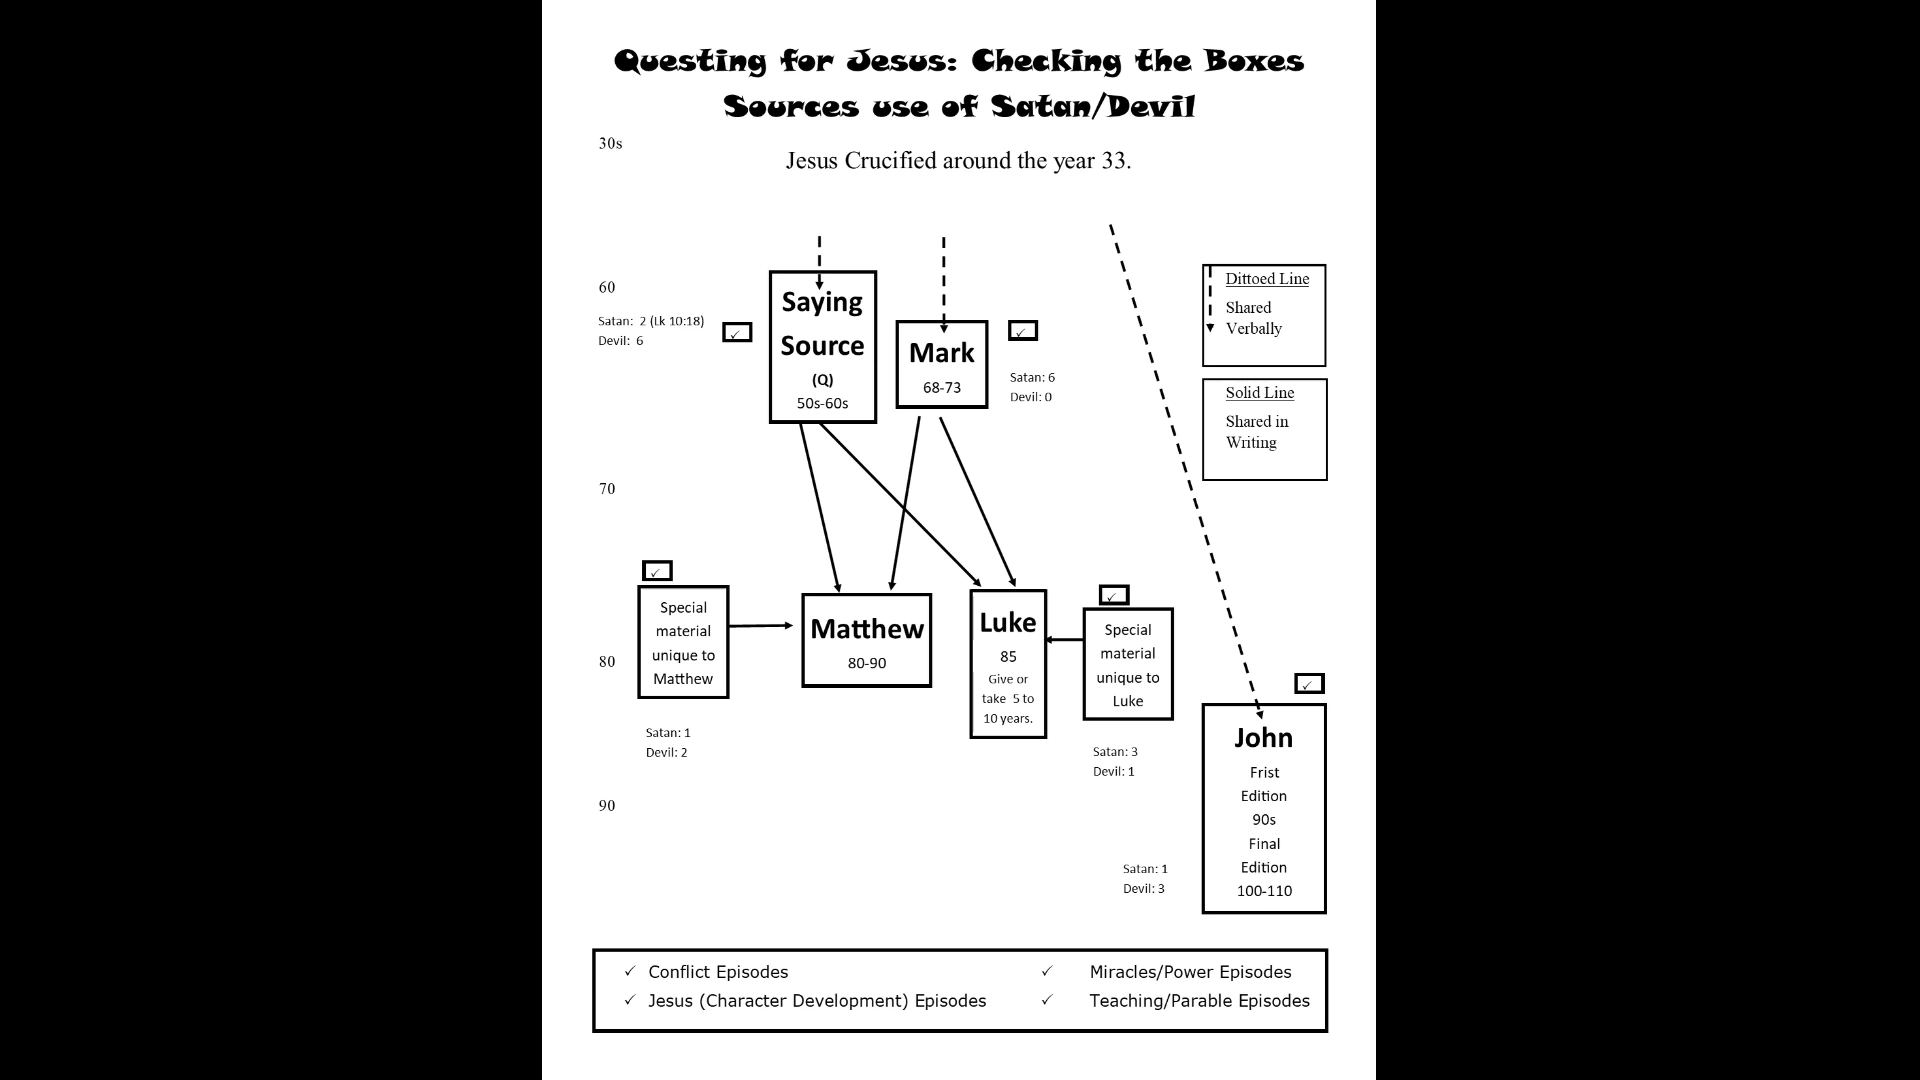 Questing for Jesus: Checking the Boxes
Sources use of Satan/Devil
30s
Jesus Crucified around the year 33.
60
Satan: 2 (Lk 10:18)
Devil: 6
✓
Saying
Source
(Q)
50s-60s
Mark
68-73
✓
Satan: 6
Devil: 0
Dittoed Line
Shared
Verbally
Solid Line
Shared in
Writing
70
✓
Special
material
unique to
Matthew
Satan: 1
Devil: 2
Matthew
80-90
Luke
85
Give or
take 5 to
10 years.
✓
Special
material
unique to
Luke
Satan: 3
Devil: 1
80
90
✓
John
Frist
Edition
90s
Final
Edition
100-110
Satan: 1
Devil: 3
✓ Conflict Episodes
✓ Jesus (Character Development) Episodes
✓ Miracles/Power Episodes
✓ Teaching/Parable Episodes